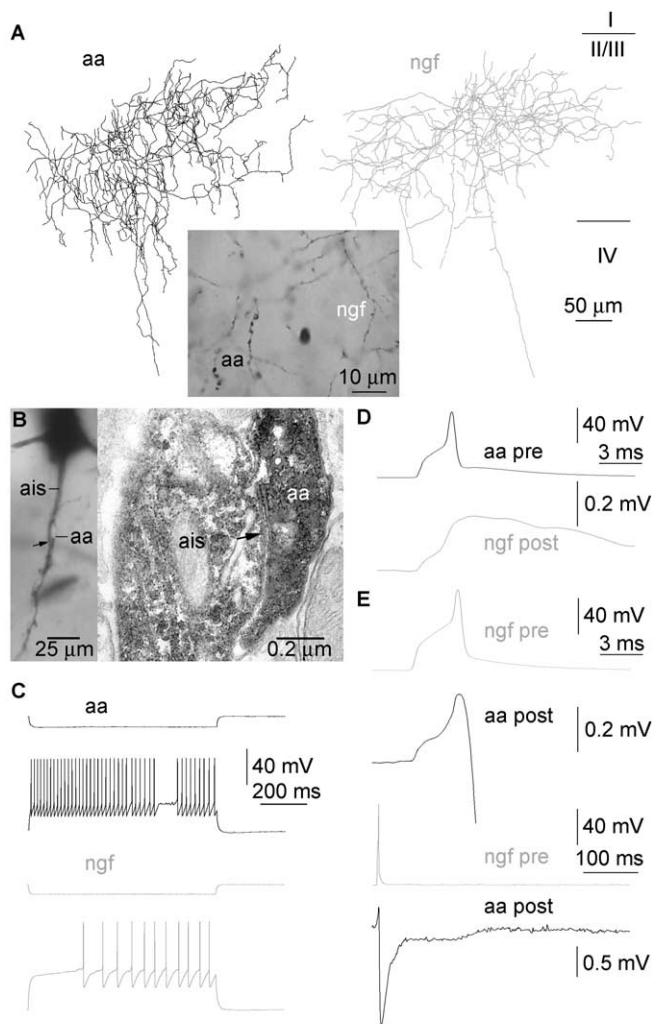 A
aa
ngf
I
II/III
IV
50 µm
ngf
aa
10 µm
B
ais
aa
25 µm
ais
aa
0.2 µm
C
aa
40 mV
200 ms
ngf
D
aa pre
40 mV
3 ms
0.2 mV
ngf post
E
ngf pre
40 mV
3 ms
aa post
0.2 mV
ngf pre
40 mV
100 ms
aa post
0.5 mV